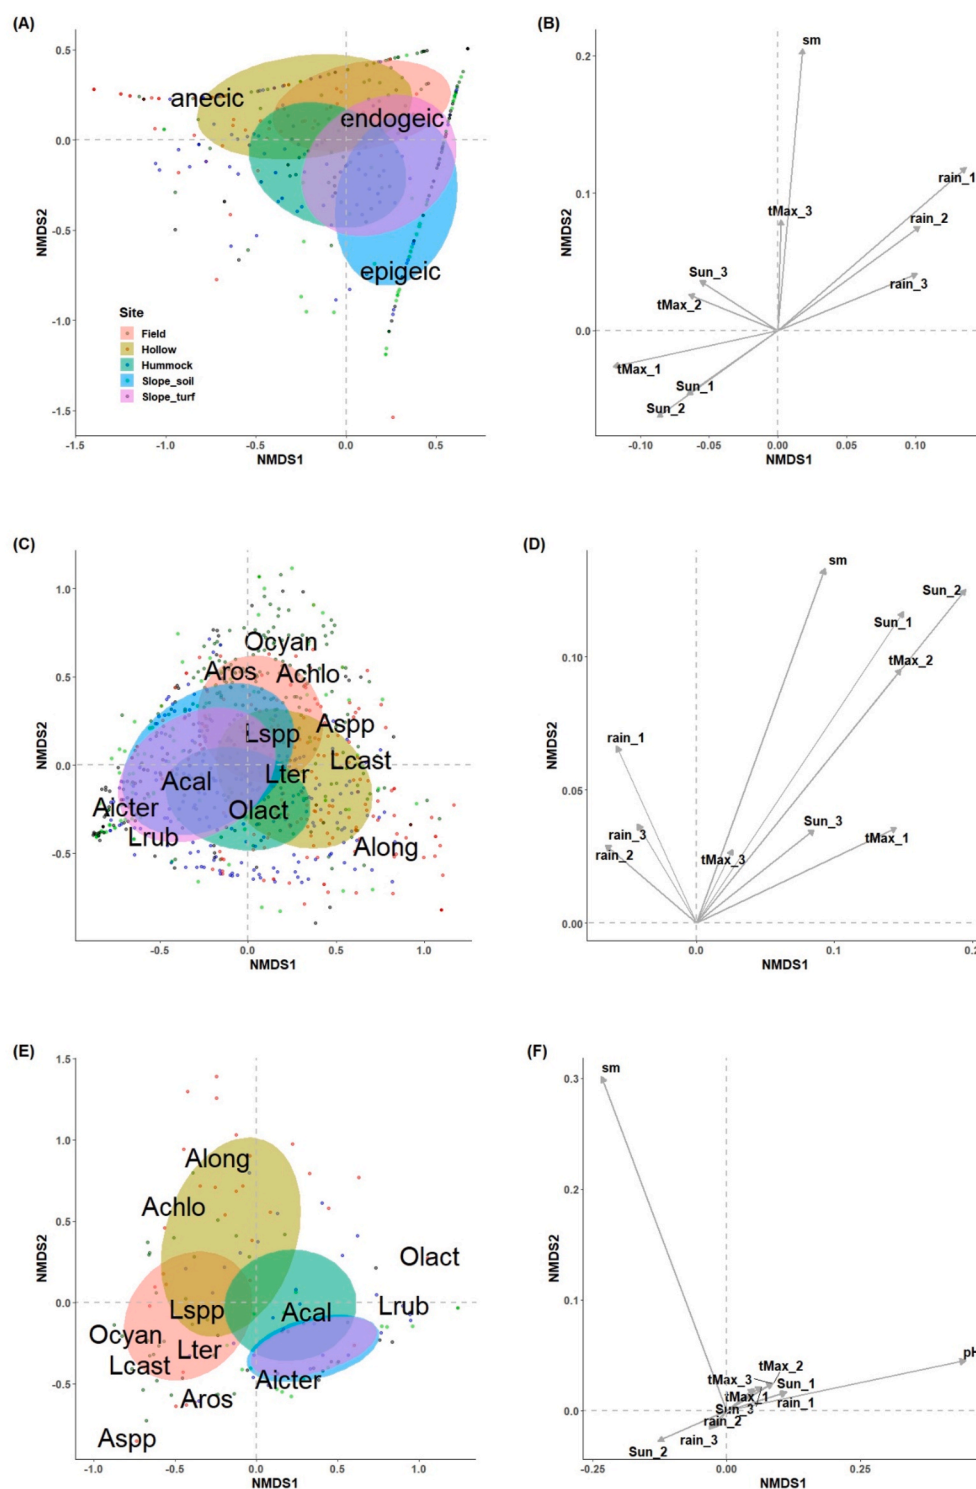 (A)
0.5
0.0
-0.5
-1.0
-1.5
NMDS2
anecic
endogeic
epigeic
Site
Field
Hollow
Hummock
Slope_soil
Slope_turf
-1.5
-1.0
-0.5
0.0
0.5
NMDS1
(B)
0.2
0.1
0.0
NMDS2
sm
rain_1
tMax_3
rain_2
Sun_3
rain_3
tMax_2
tMax_1
Sun_1
Sun_2
-0.10
-0.05
0.00
0.05
0.10
NMDS1
(C)
1.0
0.5
0.0
-0.5
NMDS2
Ocyan
Aros
Achlo
Lspp
Aspp
Lcast
Acal
Lter
Aicter
Olact
Lrub
Along
-0.5
0.0
0.5
1.0
NMDS1
(D)
0.10
0.05
0.00
NMDS2
sm
Sun_2
Sun_1
tMax_2
rain_1
Sun_3
rain_3
tMax_1
rain_2
tMax_3
0.0
0.1
NMDS1
(E)
1.5
1.0
0.5
0.0
-0.5
NMDS2
Along
Achlo
Olact
Lspp
Acal
Lrub
Ocyan
Lter
Lcast
Aicter
Aros
Aspp
-1.0
-0.5
0.0
0.5
1.0
NMDS1
(F)
0.3
0.2
0.1
0.0
NMDS2
sm
pH
tMax_2
tMax_3
Sun_1
tMax_1
rain_1
Sun_3
rain_2
rain_3
Sun_2
-0.25
0.00
0.25
NMDS1